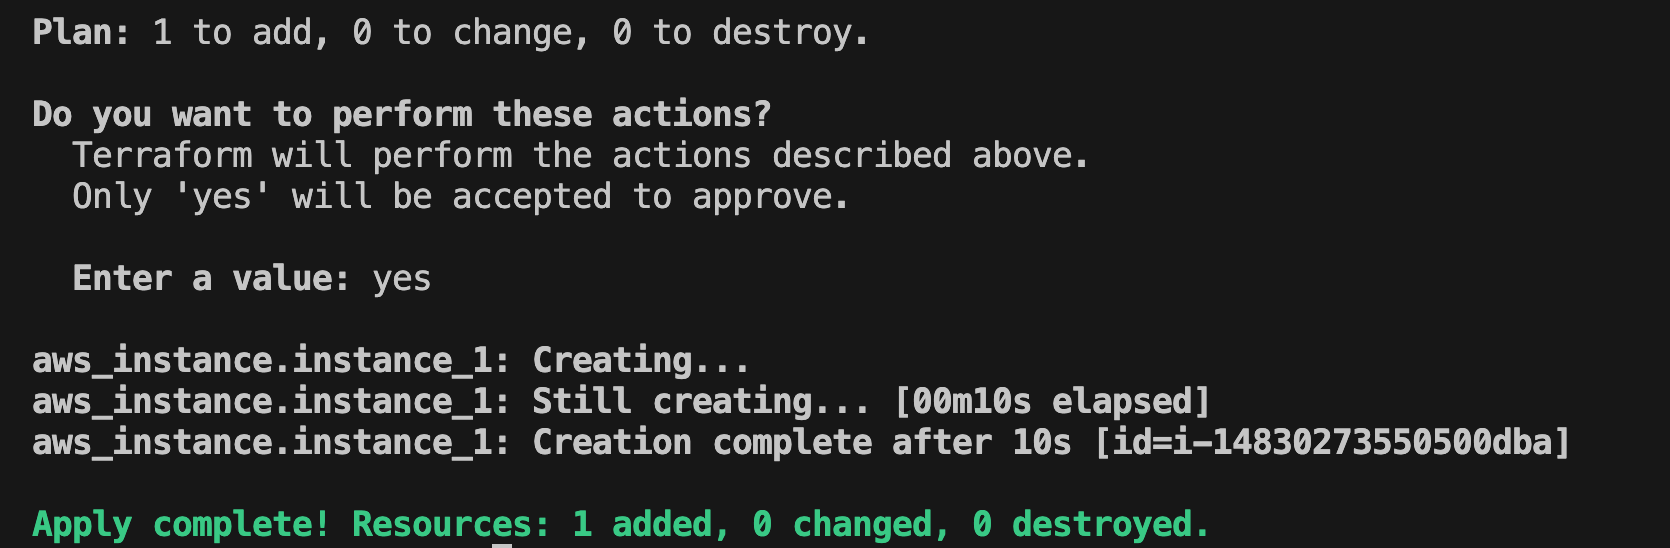 Plan: 1 to add, 0 to change, 0 to destroy.
Do you want to perform these actions?
Terraform will perform the actions described above.
Only 'yes' will be accepted to approve.
Enter a value: yes
aws_instance.instance_1: Creating...
aws_instance.instance_1: Still creating... [00m10s elapsed]
aws_instance.instance_1: Creation complete after 10s [id=i-14830273550500dba]
Apply complete! Resources: 1 added, 0 changed, 0 destroyed.